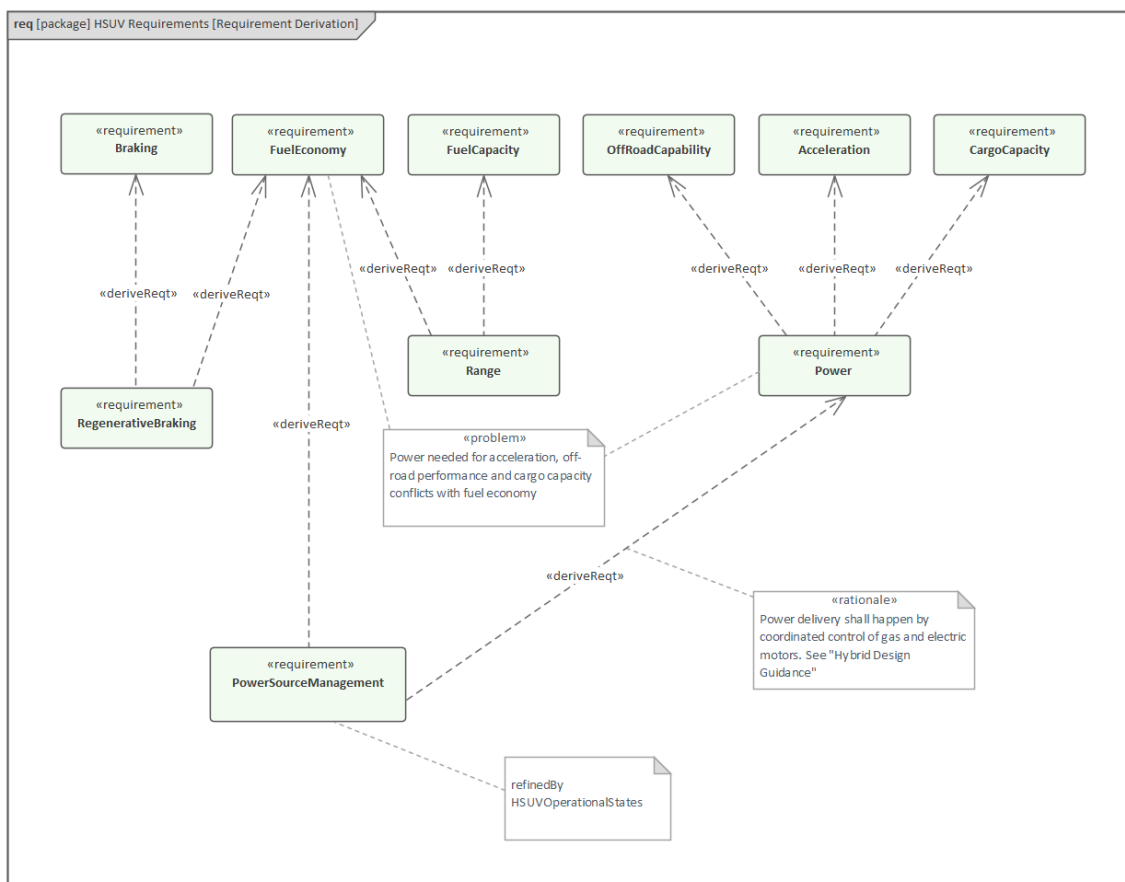 req [package] HSUV Requirements [Requirement Derivation]
«requirement»
Braking
«requirement»
FuelEconomy
«requirement»
FuelCapacity
«requirement»
OffRoadCapability
«requirement»
Acceleration
«requirement»
CargoCapacity
«deriveReqt»
«deriveReqt»
«deriveReqt»
«deriveReqt»
«deriveReqt»
«deriveReqt»
«deriveReqt»
«requirement»
Range
«requirement»
Power
«requirement»
RegenerativeBraking
«deriveReqt»
«problem»
Power needed for acceleration, off-
road performance and cargo capacity
conflicts with fuel economy
«deriveReqt»
«rationale»
Power delivery shall happen by
coordinated control of gas and electric
motors. See "Hybrid Design
Guidance"
«requirement»
PowerSourceManagement
refinedBy
HSUVOperationalStates